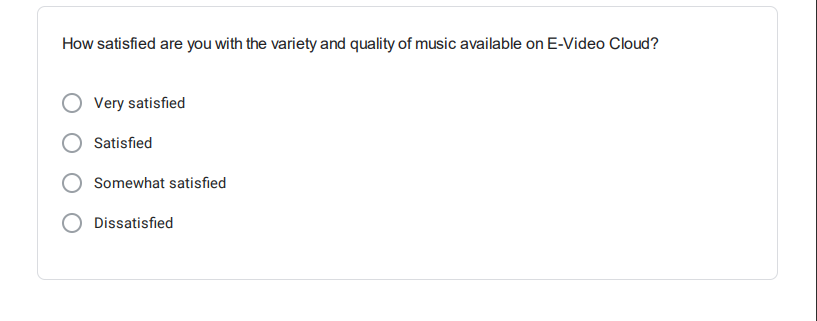 How satisfied are you with the variety and quality of music available on E-Video Cloud?
Very satisfied
Satisfied
Somewhat satisfied
Dissatisfied